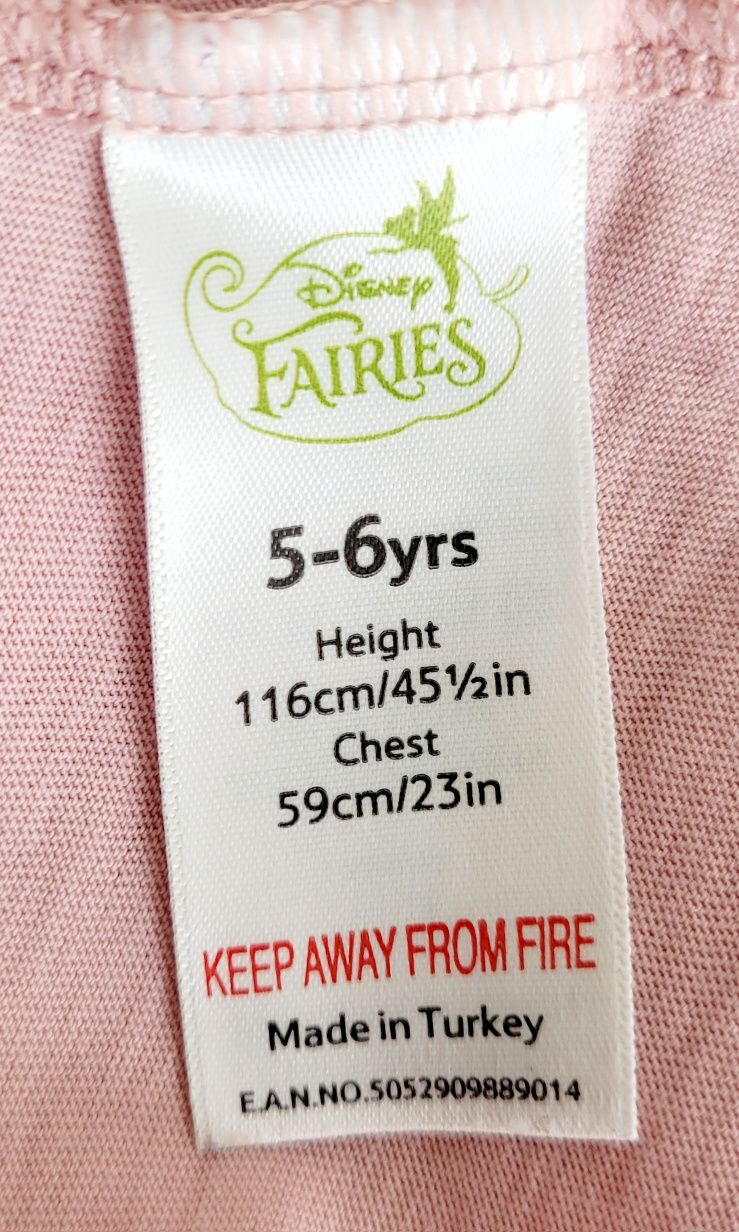 Disney
FAIRIES
5-6yrs
Height
116cm/45½in
Chest
59cm/23in
KEEP AWAY FROM FIRE
Made in Turkey
E.A.N.NO.5052909889014